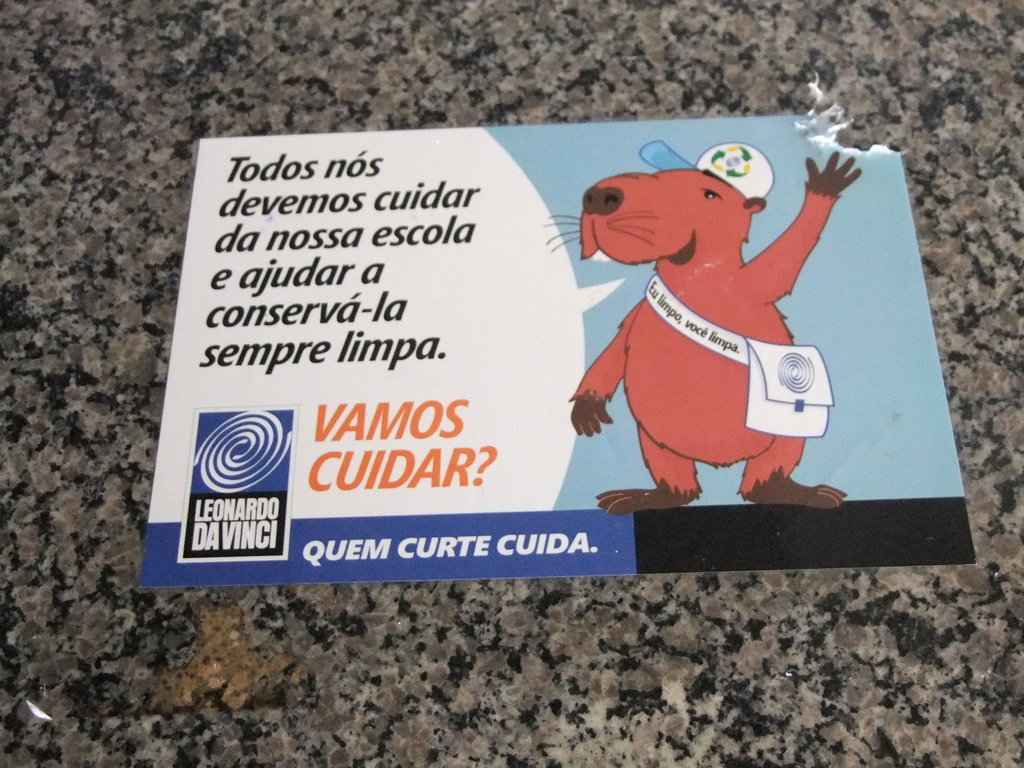 Todos nós
devemos cuidar
da nossa escola
e ajudar a
conservá-la
sempre limpa.
VAMOS
CUIDAR?
LEONARDO
DA VINCI
QUEM CURTE CUIDA.
Eu limpo, você limpa.